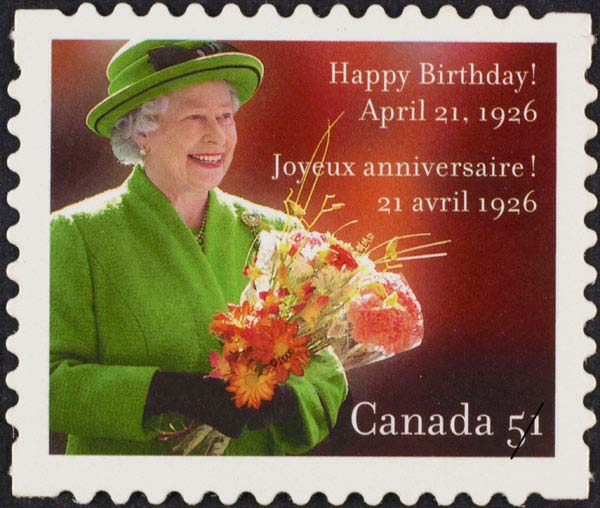 Happy Birthday!
April 21, 1926
Joyeux anniversaire !
21 avril 1926
Canada 51